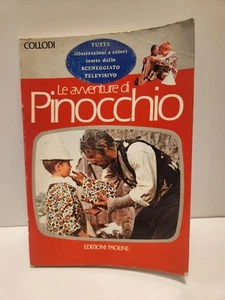 COLLODI
TUTTE
illustrazioni a colori
tratte dallo
SCENEGGIATO
TELEVISIVO
Le avventure di
Pinocchio
EDIZIONI PAOLINE